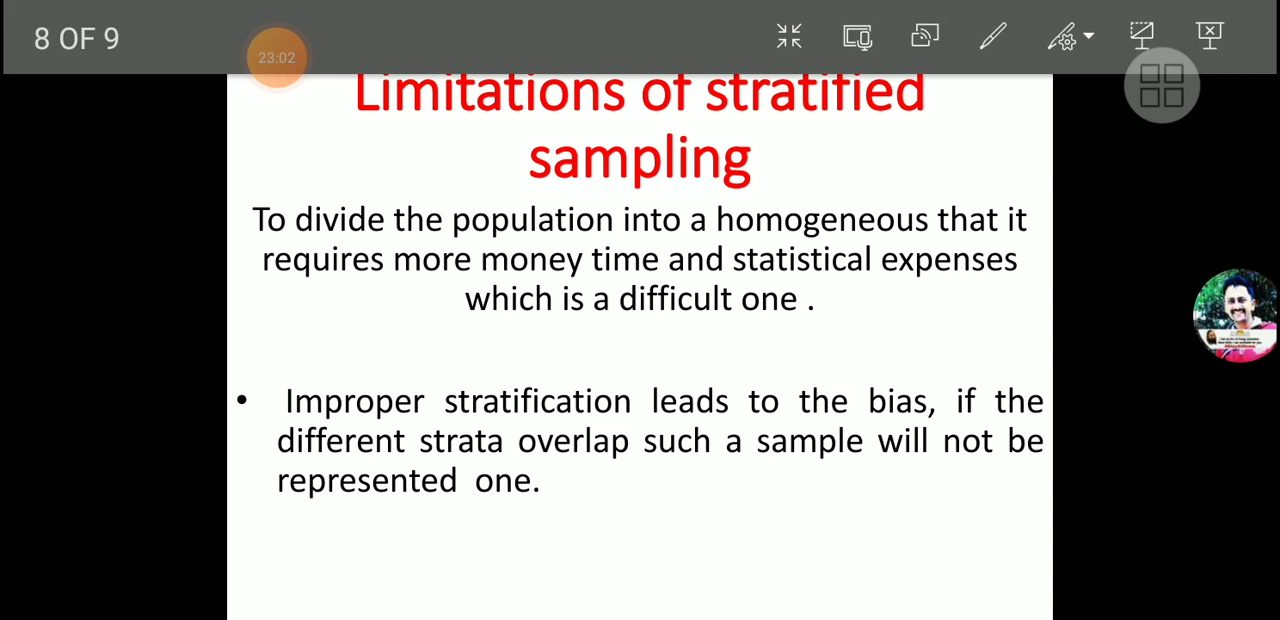 8 OF 9
23:02
Limitations of stratified
sampling
To divide the population into a homogeneous that it
requires more money time and statistical expenses
which is a difficult one .
• Improper stratification leads to the bias, if the
different strata overlap such a sample will not be
represented one.